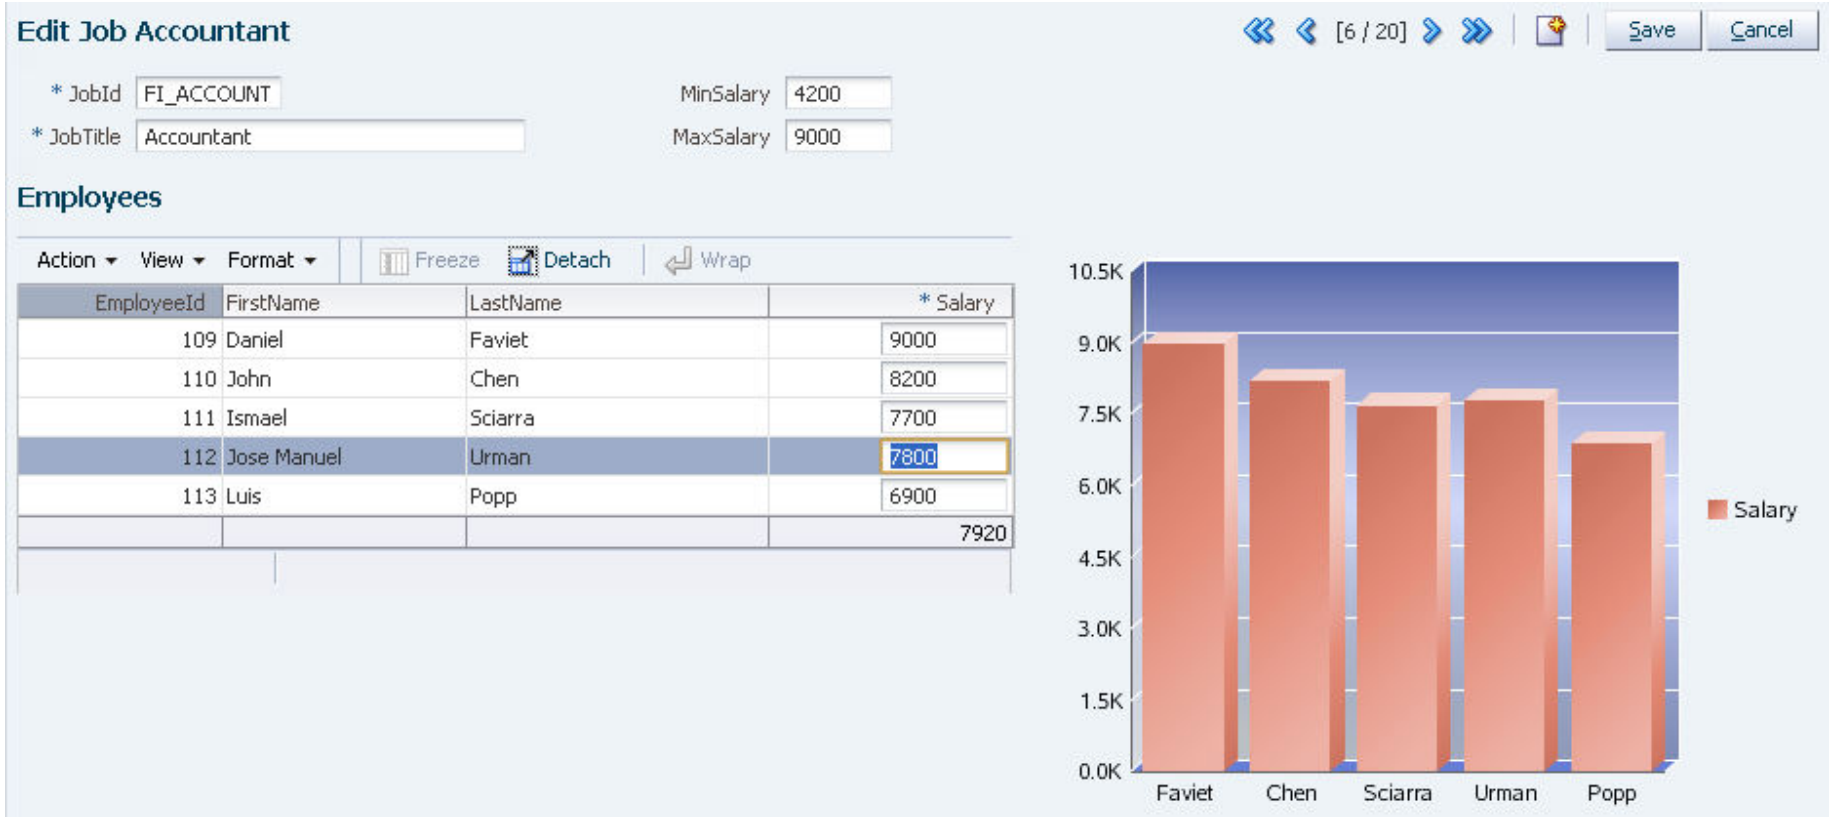 Edit Job Accountant
[6 / 20] Save Cancel
* JobId FI_ACCOUNT MinSalary 4200
* JobTitle Accountant MaxSalary 9000
Employees
Action View Format Freeze Detach Wrap
EmployeeId FirstName LastName * Salary
109 Daniel Faviet 9000
110 John Chen 8200
111 Ismael Sciarra 7700
112 Jose Manuel Urman 7800
113 Luis Popp 6900
7920
10.5K
9.0K
7.5K
6.0K
4.5K
3.0K
1.5K
0.0K
Faviet Chen Sciarra Urman Popp
Salary